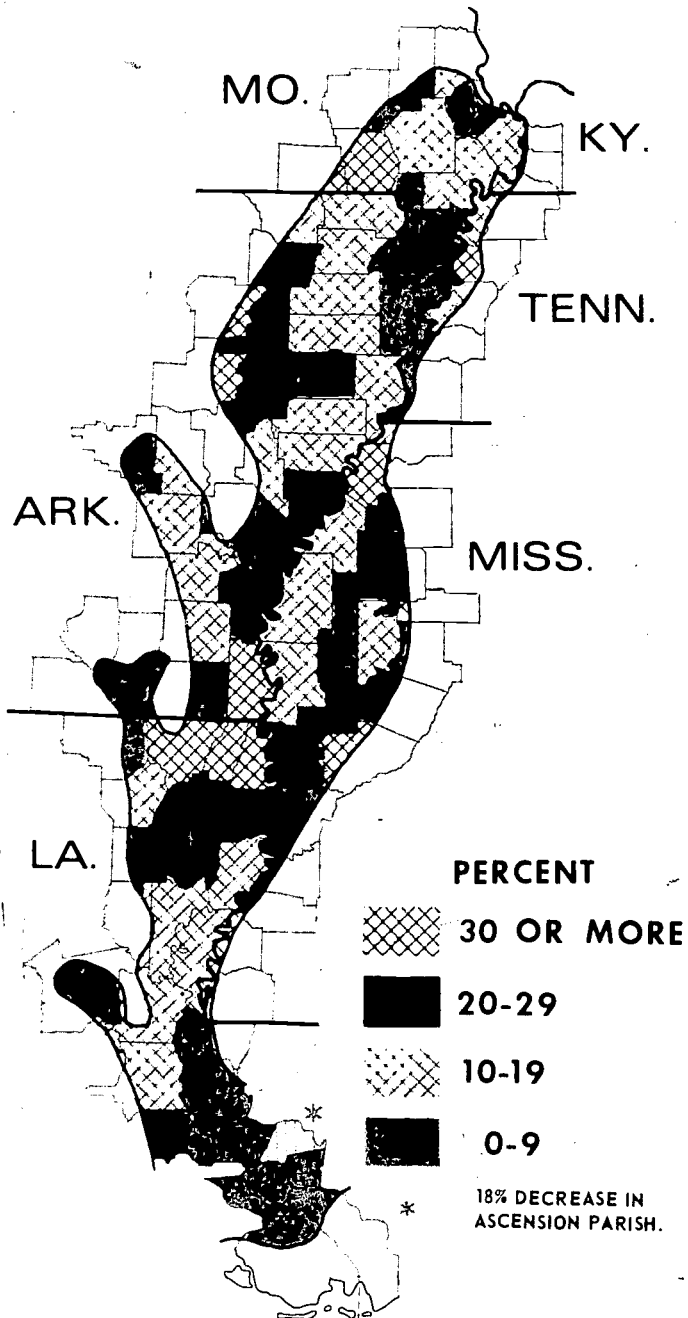 MO.
KY.
TENN.
ARK.
MISS.
LA.
PERCENT
30 OR MORE
20-29
10-19
0-9
*
* 18% DECREASE IN
ASCENSION PARISH.